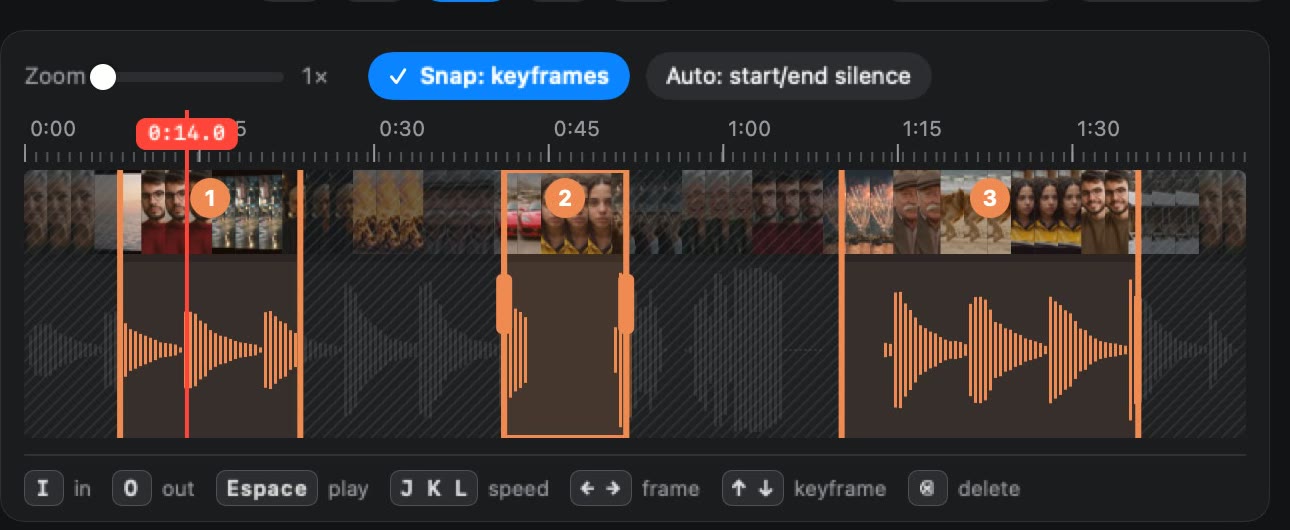 Zoom 1× ✓ Snap: keyframes Auto: start/end silence
0:00 0:14.0 5 0:30 0:45 1:00 1:15 1:30
1 2 3
I in O out Espace play J K L speed ← → frame ↑ ↓ keyframe ⌫ delete